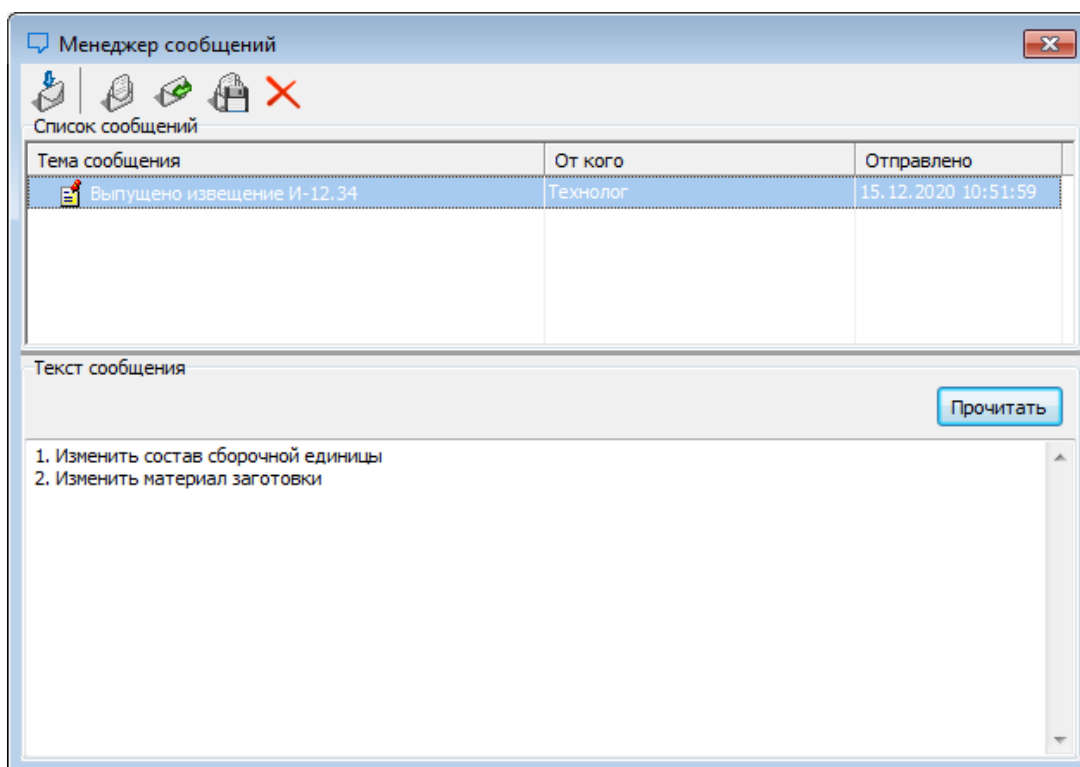 Менеджер сообщений
Список сообщений
Тема сообщения От кого Отправлено
Выпущено извещение И-12.34 Технолог 15.12.2020 10:51:59
Текст сообщения
Прочитать
1. Изменить состав сборочной единицы
2. Изменить материал заготовки